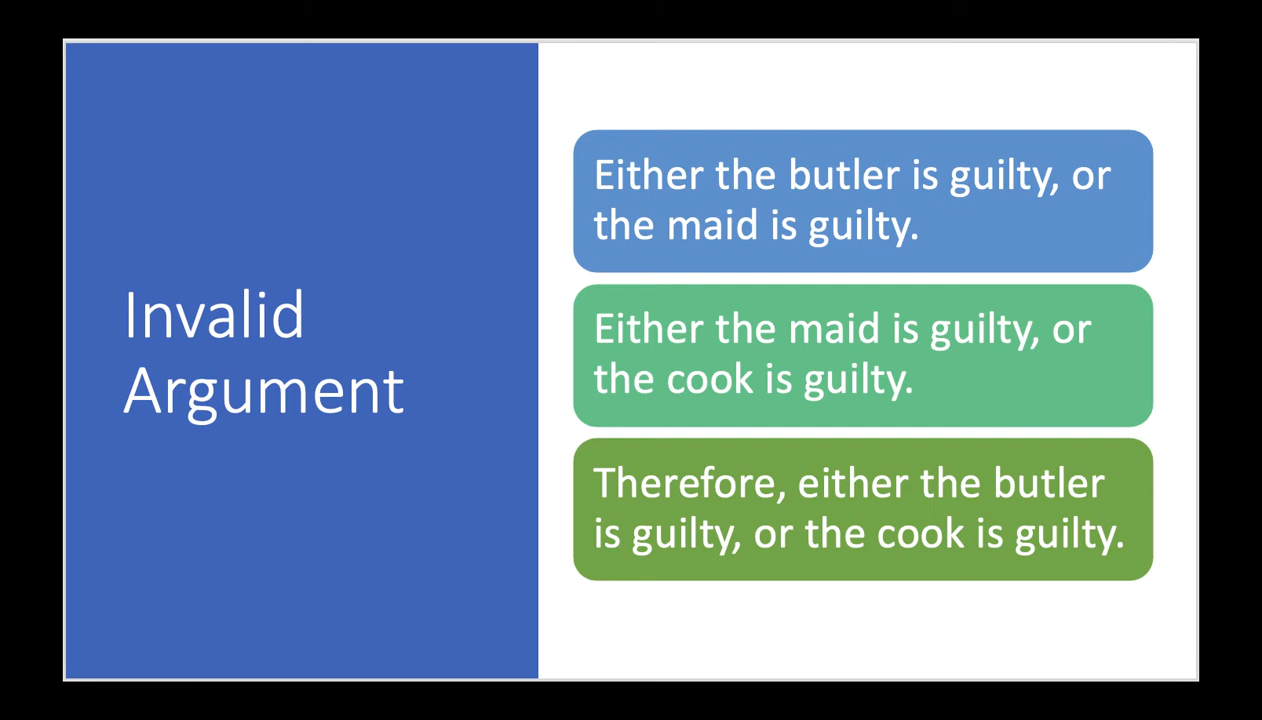 Invalid
Argument
Either the butler is guilty, or
the maid is guilty.
Either the maid is guilty, or
the cook is guilty.
Therefore, either the butler
is guilty, or the cook is guilty.